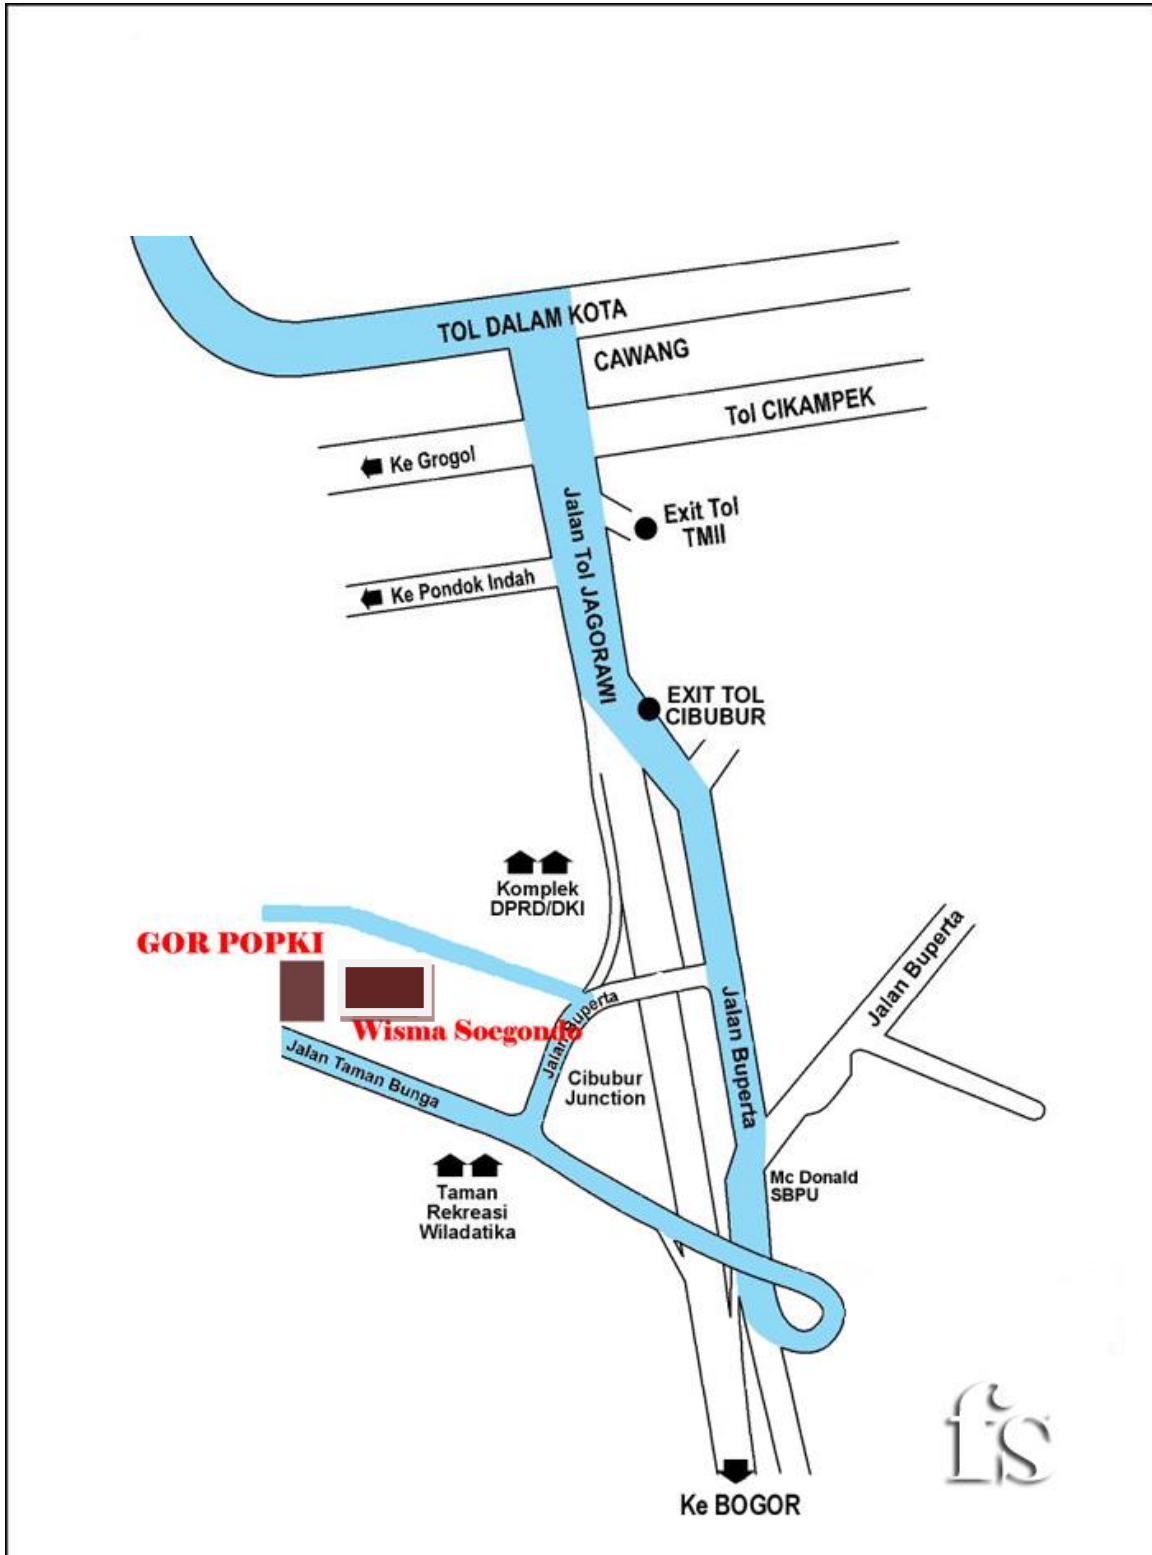 TOL DALAM KOTA
CAWANG
Tol CIKAMPEK
Ke Grogol
Jalan Tol JAGORAWI
Exit Tol
TMII
Ke Pondok Indah
EXIT TOL
CIBUBUR
Komplek
DPRD/DKI
GOR POPKI
Jalan Buperta
Wisma Soegondo
Jalan Buperta
Jalan Buperta
Jalan Taman Bunga
Cibubur
Junction
Taman
Rekreasi
Wiladatika
Mc Donald
SBPU
fs
Ke BOGOR